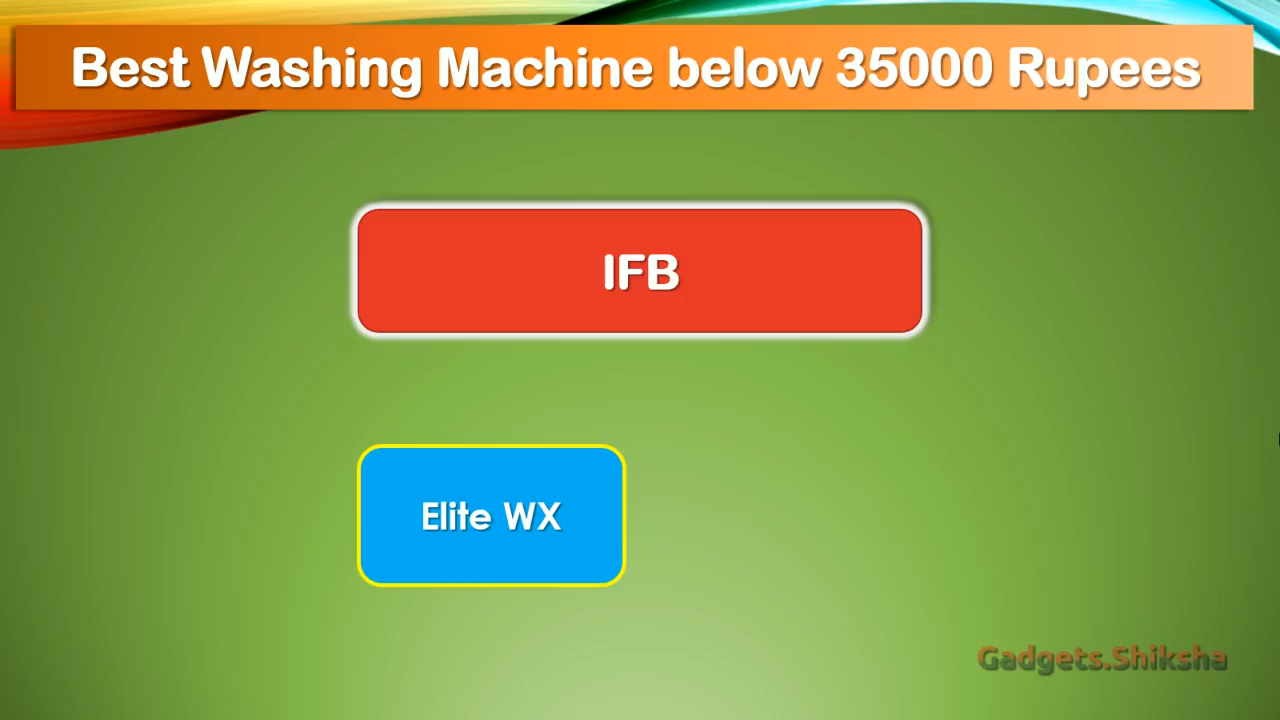 Best Washing Machine below 35000 Rupees
IFB
Elite WX
Gadgets.Shiksha